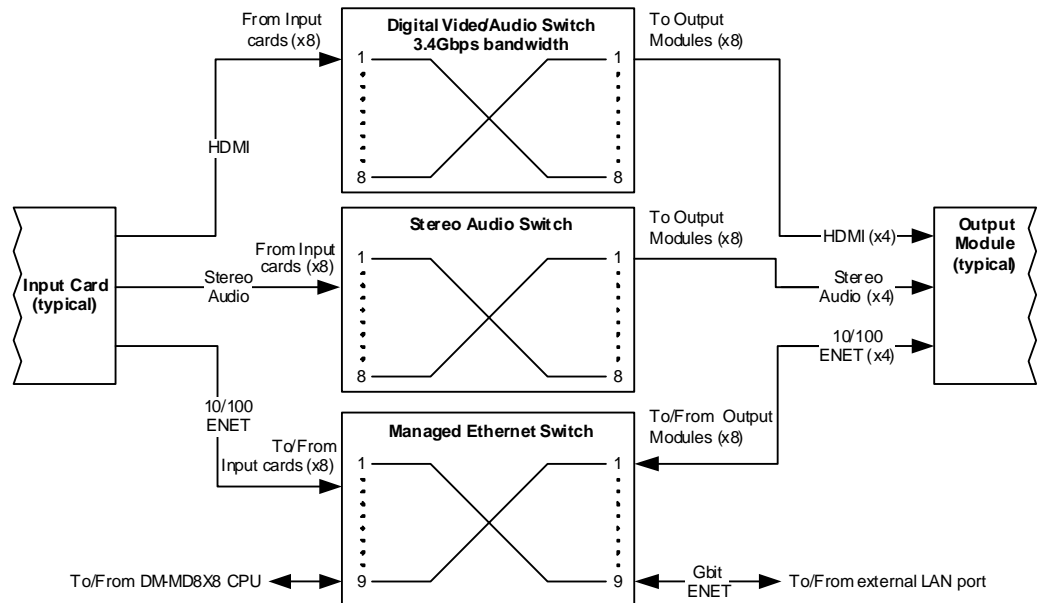 From Input
cards (x8)
Digital Video/Audio Switch
3.4Gbps bandwidth
To Output
Modules (x8)
1
1
8
8
HDMI
Input Card
(typical)
Stereo Audio Switch
From Input
cards (x8)
To Output
Modules (x8)
Stereo
Audio
1
1
8
8
HDMI (x4)
Stereo
Audio (x4)
10/100
ENET (x4)
Output
Module
(typical)
10/100
ENET
Managed Ethernet Switch
To/From
Input cards (x8)
To/From Output
Modules (x8)
1
1
9
9
To/From DM-MD8X8 CPU
Gbit
ENET
To/From external LAN port